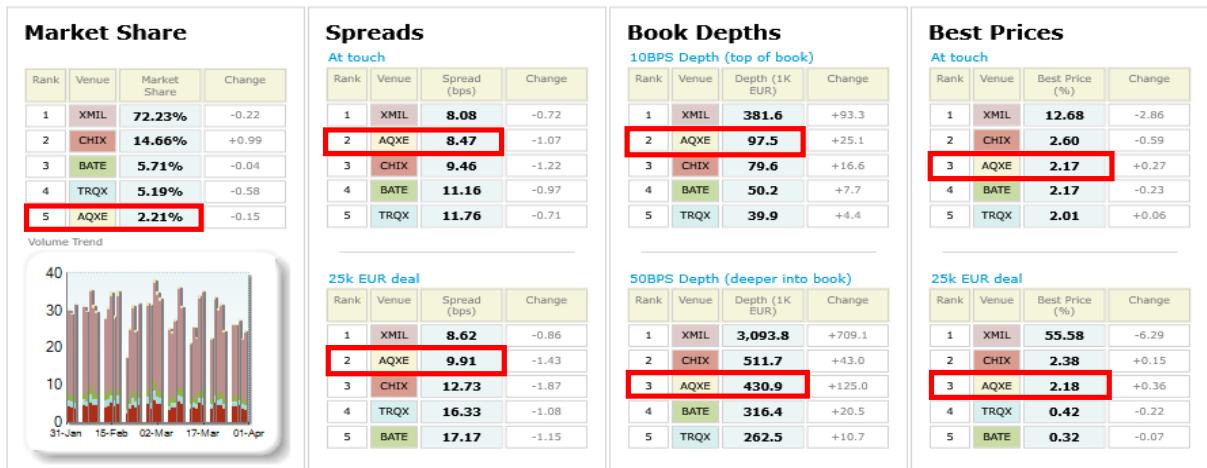 Market Share
Rank Venue Market Share Change
1 XMIL 72.23% -0.22
2 CHIX 14.66% +0.99
3 BATE 5.71% -0.04
4 TRQX 5.19% -0.58
5 AQXE 2.21% -0.15
Volume Trend
40
30
20
10
0
31-Jan 15-Feb 02-Mar 17-Mar 01-Apr
Spreads
At touch
Rank Venue Spread (bps) Change
1 XMIL 8.08 -0.72
2 AQXE 8.47 -1.07
3 CHIX 9.46 -1.22
4 BATE 11.16 -0.97
5 TRQX 11.76 -0.71
25k EUR deal
Rank Venue Spread (bps) Change
1 XMIL 8.62 -0.86
2 AQXE 9.91 -1.43
3 CHIX 12.73 -1.87
4 TRQX 16.33 -1.08
5 BATE 17.17 -1.15
Book Depths
10BPS Depth (top of book)
Rank Venue Depth (1K EUR) Change
1 XMIL 381.6 +93.3
2 AQXE 97.5 +25.1
3 CHIX 79.6 +16.6
4 BATE 50.2 +7.7
5 TRQX 39.9 +4.4
50BPS Depth (deeper into book)
Rank Venue Depth (1K EUR) Change
1 XMIL 3,093.8 +709.1
2 CHIX 511.7 +43.0
3 AQXE 430.9 +125.0
4 BATE 316.4 +20.5
5 TRQX 262.5 +10.7
Best Prices
At touch
Rank Venue Best Price (%) Change
1 XMIL 12.68 -2.86
2 CHIX 2.60 -0.59
3 AQXE 2.17 +0.27
4 BATE 2.17 -0.23
5 TRQX 2.01 +0.06
25k EUR deal
Rank Venue Best Price (%) Change
1 XMIL 55.58 -6.29
2 CHIX 2.38 +0.15
3 AQXE 2.18 +0.36
4 TRQX 0.42 -0.22
5 BATE 0.32 -0.07